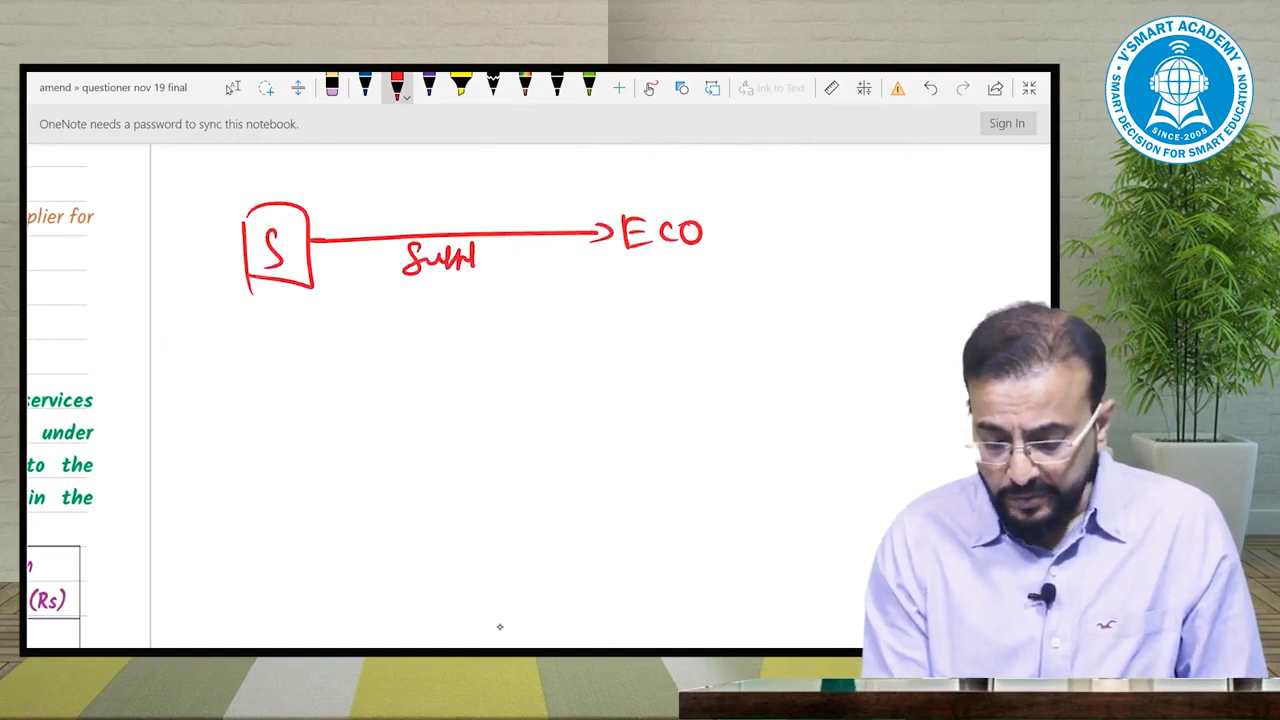 V'SMART ACADEMY
SMART DECISION FOR SMART EDUCATION
SINCE-2005
amend » questioner nov 19 final
Ink to Text
OneNote needs a password to sync this notebook.
Sign In
plier for
services
under
to the
in the
(Rs)
S
ECO